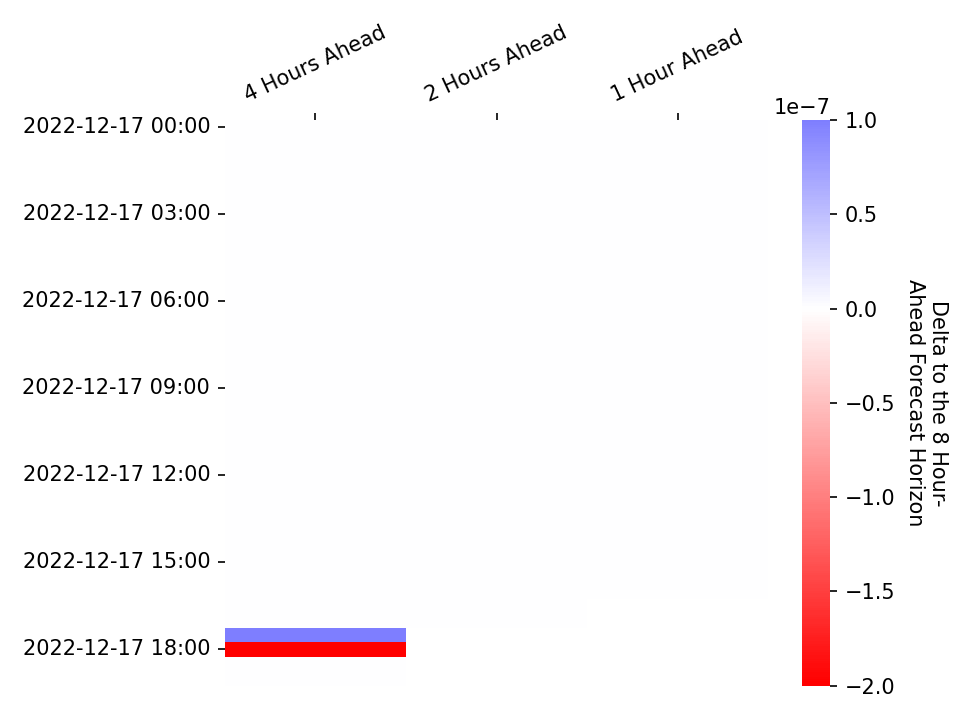 4 Hours Ahead
2 Hours Ahead
1 Hour Ahead
2022-12-17 00:00
2022-12-17 03:00
2022-12-17 06:00
2022-12-17 09:00
2022-12-17 12:00
2022-12-17 15:00
2022-12-17 18:00
1e−7
1.0
0.5
0.0
−0.5
−1.0
−1.5
−2.0
Delta to the 8 Hour-
Ahead Forecast Horizon